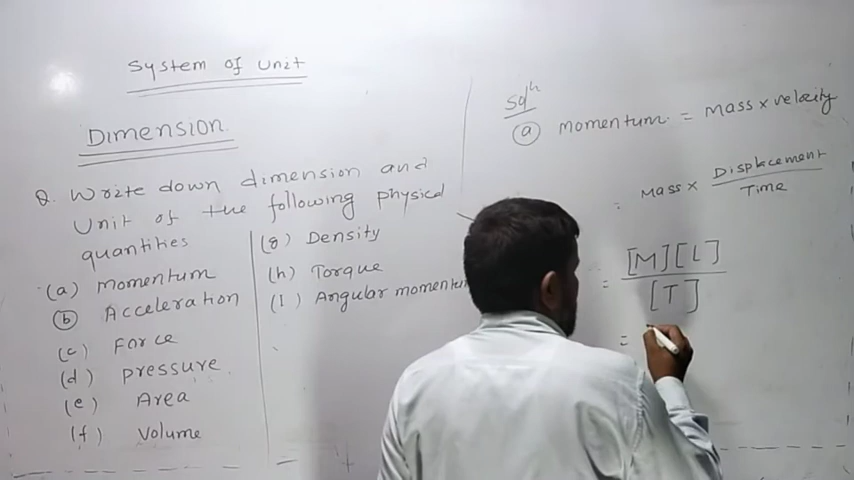 System of Unit
DIMENSION
Q. Write down dimension and
Unit of the following physical
quantities
(a) Momentum
(b) Acceleration
(c) Force
(d) Pressure
(e) Area
(f) Volume
(g) Density
(h) Torque
(I) Angular momentum
Solⁿ
(a) Momentum = Mass × velocity
= Mass × Displacement / Time
= [M][L] / [T]
=